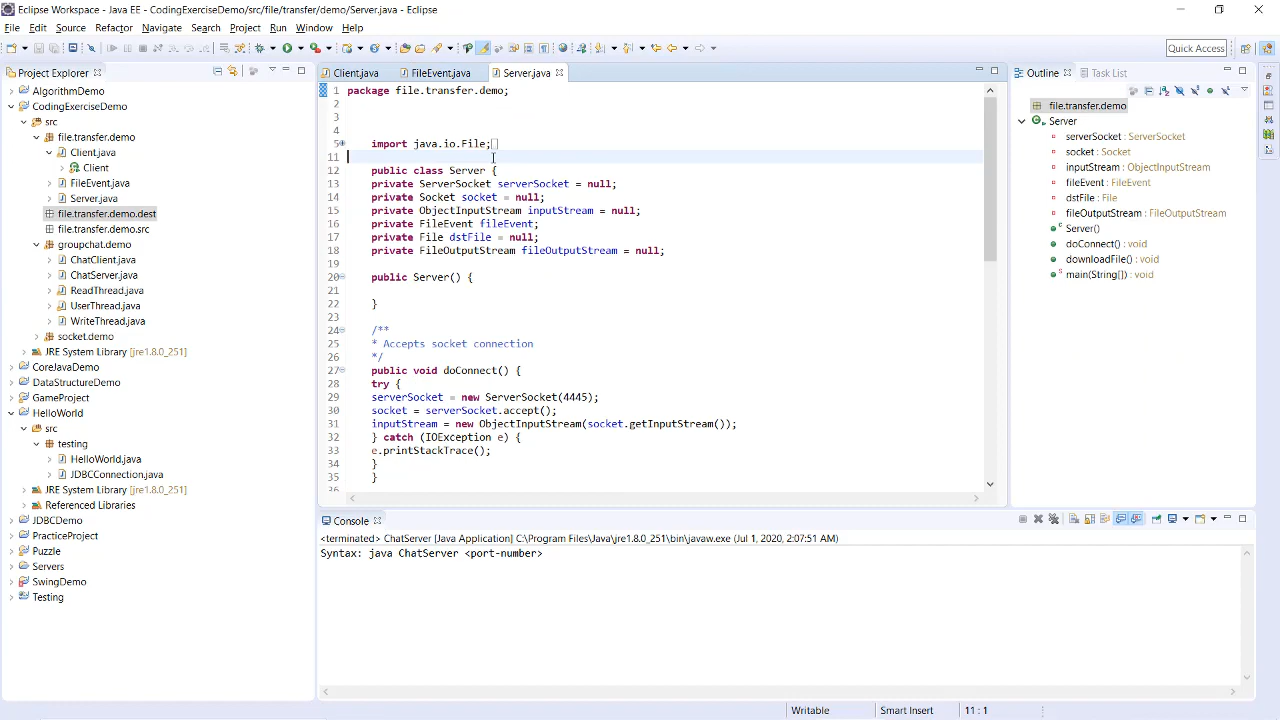 Eclipse Workspace - Java EE - CodingExerciseDemo/src/file/transfer/demo/Server.java - Eclipse
File Edit Source Refactor Navigate Search Project Run Window Help
Quick Access
Project Explorer
AlgorithmDemo
CodingExerciseDemo
src
file.transfer.demo
Client.java
Client
FileEvent.java
Server.java
file.transfer.demo.dest
file.transfer.demo.src
groupchat.demo
ChatClient.java
ChatServer.java
ReadThread.java
UserThread.java
WriteThread.java
socket.demo
JRE System Library [jre1.8.0_251]
CoreJavaDemo
DataStructureDemo
GameProject
HelloWorld
src
testing
HelloWorld.java
JDBCConnection.java
JRE System Library [jre1.8.0_251]
Referenced Libraries
JDBCDemo
PracticeProject
Puzzle
Servers
SwingDemo
Testing
Client.java FileEvent.java Server.java
1 package file.transfer.demo;
2
3
4
5 import java.io.File;
11
12 public class Server {
13 private ServerSocket serverSocket = null;
14 private Socket socket = null;
15 private ObjectInputStream inputStream = null;
16 private FileEvent fileEvent;
17 private File dstFile = null;
18 private FileOutputStream fileOutputStream = null;
19
20 public Server() {
21
22 }
23
24 /**
25 * Accepts socket connection
26 */
27 public void doConnect() {
28 try {
29 serverSocket = new ServerSocket(4445);
30 socket = serverSocket.accept();
31 inputStream = new ObjectInputStream(socket.getInputStream());
32 } catch (IOException e) {
33 e.printStackTrace();
34 }
35 }
36
Outline Task List
file.transfer.demo
Server
serverSocket : ServerSocket
socket : Socket
inputStream : ObjectInputStream
fileEvent : FileEvent
dstFile : File
fileOutputStream : FileOutputStream
Server()
doConnect() : void
downloadFile() : void
main(String[]) : void
Console
<terminated> ChatServer [Java Application] C:\Program Files\Java\jre1.8.0_251\bin\javaw.exe (Jul 1, 2020, 2:07:51 AM)
Syntax: java ChatServer <port-number>
Writable Smart Insert 11 : 1